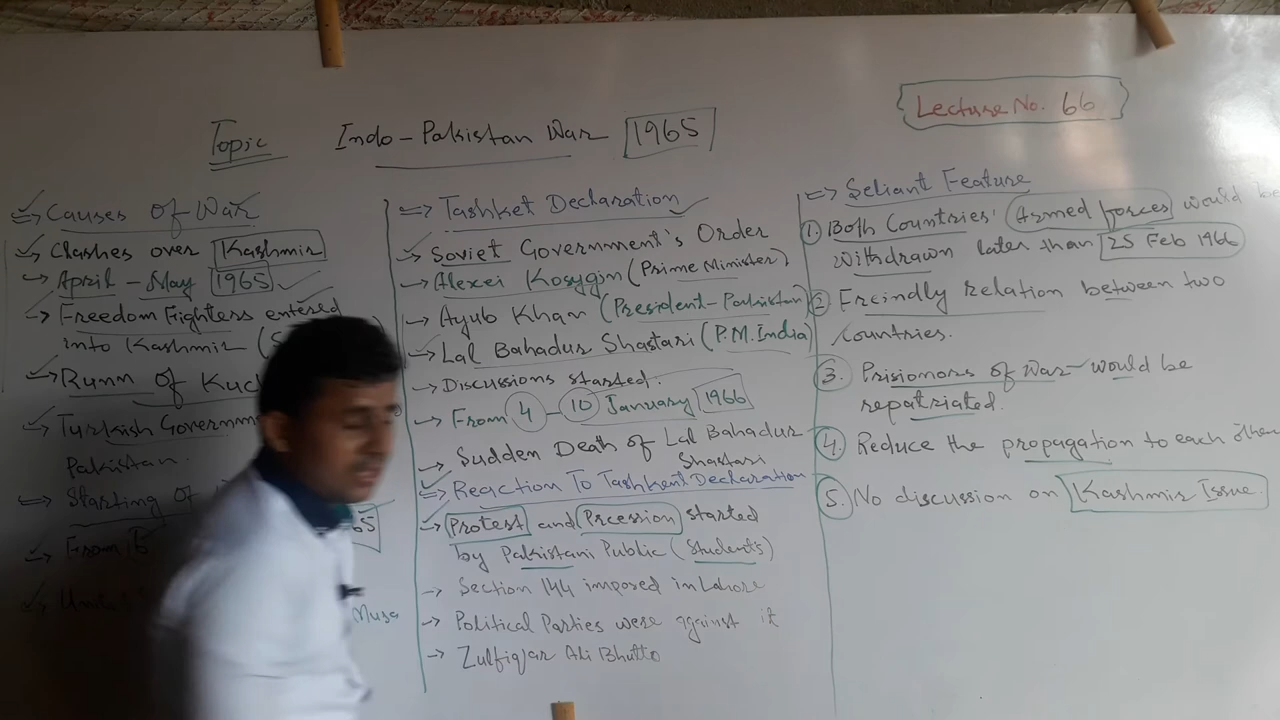 Lecture No. 66
Topic Indo-Pakistan War 1965
=> Causes of War
-> Clashes over Kashmir
-> April - May 1965
-> Freedom Fighters entered
into Kashmir (
-> Runn of Kuc
-> Turkish Governm
Pakistan.
=> Starting of
65
-> From
Musa
=> Tashket Declaration
-> Soviet Government's Order
-> Alexei Kosygin (Prime Minister)
-> Ayub Khan (President-Pakistan)
-> Lal Bahadur Shastari (P.M. India)
-> Discussions started.
-> From 4 - 10 January 1966
-> Sudden Death of Lal Bahadur
Shastari
=> Reaction To Tashkent Declaration
-> Protest and Prcession started
by Pakistani Public (Students)
-> Section 144 imposed in Lahore
-> Political Parties were against it
-> Zulfiqar Ali Bhutto
=> Seliant Feature
1. Both Countries' Armed forces would be
withdrawn later than 25 Feb 1966
2. Freindly relation between two
countries.
3. Prisionors of War would be
repatriated.
4. Reduce the propagation to each other
5. No discussion on Kashmir Issue.